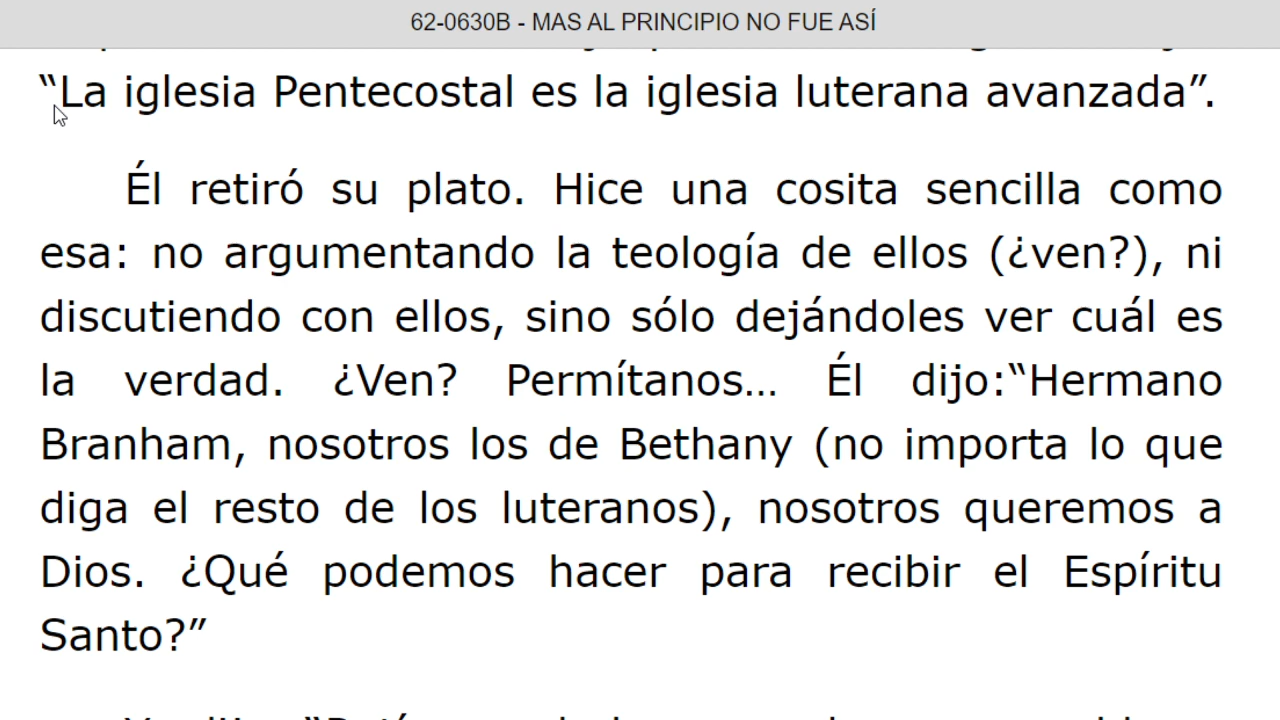 62-0630B - MAS AL PRINCIPIO NO FUE ASÍ
“La iglesia Pentecostal es la iglesia luterana avanzada”.
Él retiró su plato. Hice una cosita sencilla como
esa: no argumentando la teología de ellos (¿ven?), ni
discutiendo con ellos, sino sólo dejándoles ver cuál es
la verdad. ¿Ven? Permítanos... Él dijo:“Hermano
Branham, nosotros los de Bethany (no importa lo que
diga el resto de los luteranos), nosotros queremos a
Dios. ¿Qué podemos hacer para recibir el Espíritu
Santo?”